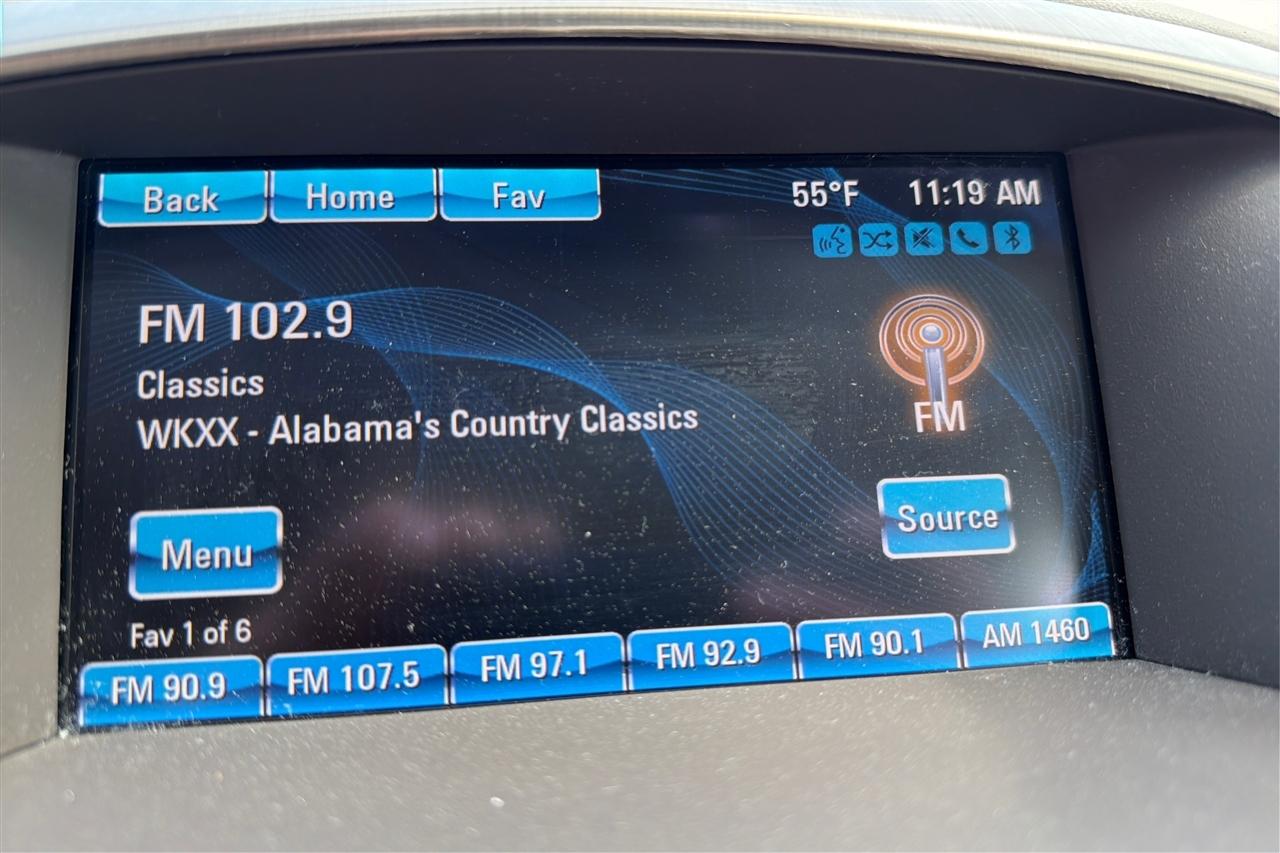 Back Home Fav 55°F 11:19 AM
FM 102.9
Classics
WKXX - Alabama's Country Classics
FM
Menu
Source
Fav 1 of 6
FM 90.9 FM 107.5 FM 97.1 FM 92.9 FM 90.1 AM 1460